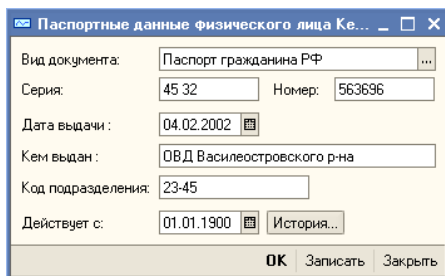 Паспортные данные физического лица Ке...
Вид документа: Паспорт гражданина РФ ...
Серия: 45 32 Номер: 563696
Дата выдачи : 04.02.2002
Кем выдан : ОВД Василеостровского р-на
Код подразделения: 23-45
Действует с: 01.01.1900 История...
OK Записать Закрыть